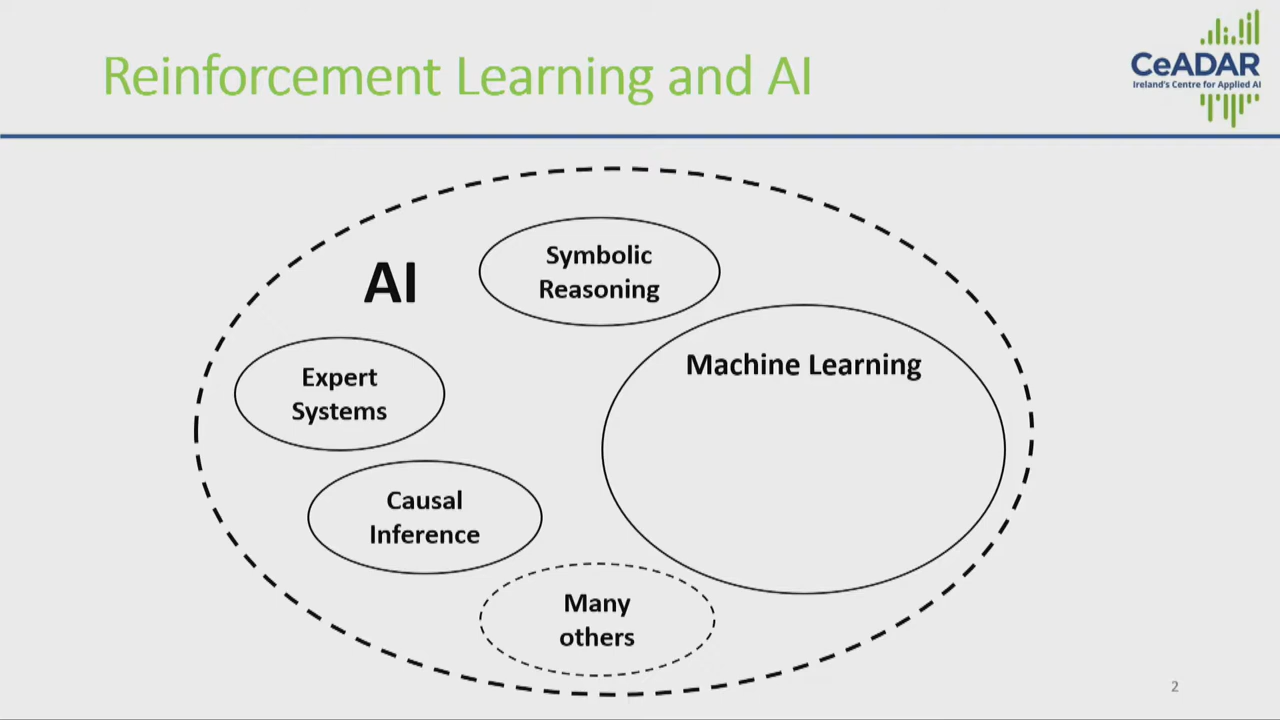 Reinforcement Learning and AI
CeADAR
Ireland's Centre for Applied AI
AI
Symbolic
Reasoning
Machine Learning
Expert
Systems
Causal
Inference
Many
others
2